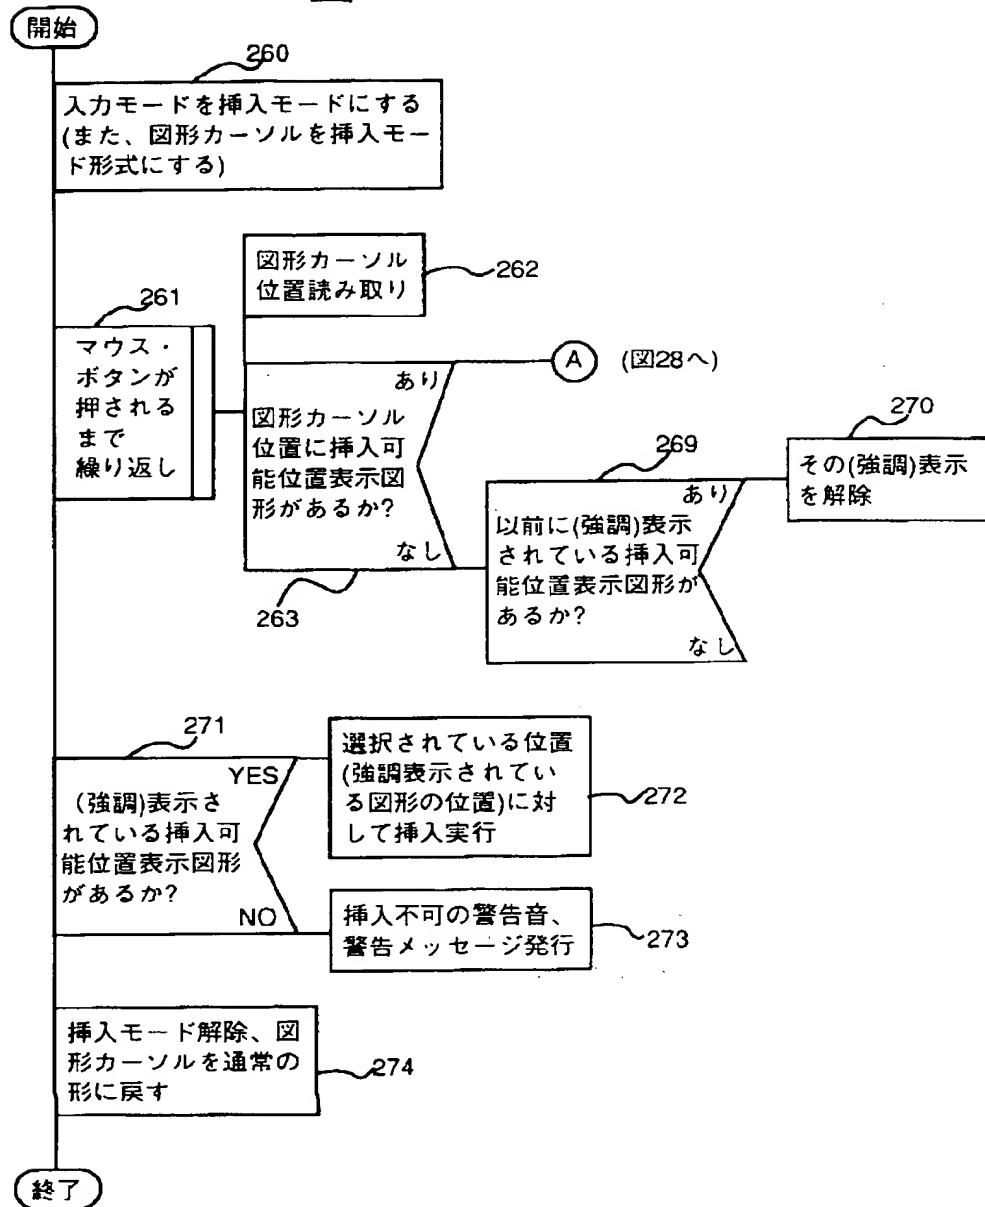 開始
260
入力モードを挿入モードにする
(また、図形カーソルを挿入モー
ド形式にする)
図形カーソル
位置読み取り
262
261
マウス・
ボタンが
押される
まで
繰り返し
あり
図形カーソル
位置に挿入可
能位置表示図
形があるか?
なし
263
A
(図28へ)
269
あり
以前に(強調)表示
されている挿入可
能位置表示図形が
あるか?
なし
270
その(強調)表示
を解除
271
YES
(強調)表示さ
れている挿入可
能位置表示図形
があるか?
NO
選択されている位置
(強調表示されてい
る図形の位置)に対
して挿入実行
272
挿入不可の警告音、
警告メッセージ発行
273
挿入モード解除、図
形カーソルを通常の
形に戻す
274
終了